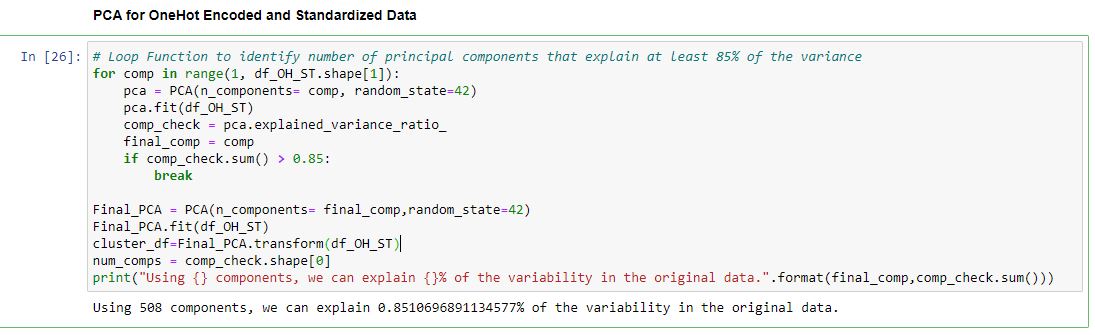 PCA for OneHot Encoded and Standardized Data
In [26]: # Loop Function to identify number of principal components that explain at least 85% of the variance
for comp in range(1, df_OH_ST.shape[1]):
    pca = PCA(n_components= comp, random_state=42)
    pca.fit(df_OH_ST)
    comp_check = pca.explained_variance_ratio_
    final_comp = comp
    if comp_check.sum() > 0.85:
        break
Final_PCA = PCA(n_components= final_comp,random_state=42)
Final_PCA.fit(df_OH_ST)
cluster_df=Final_PCA.transform(df_OH_ST)
num_comps = comp_check.shape[0]
print("Using {} components, we can explain {}% of the variability in the original data.".format(final_comp,comp_check.sum()))
Using 508 components, we can explain 0.8510696891134577% of the variability in the original data.